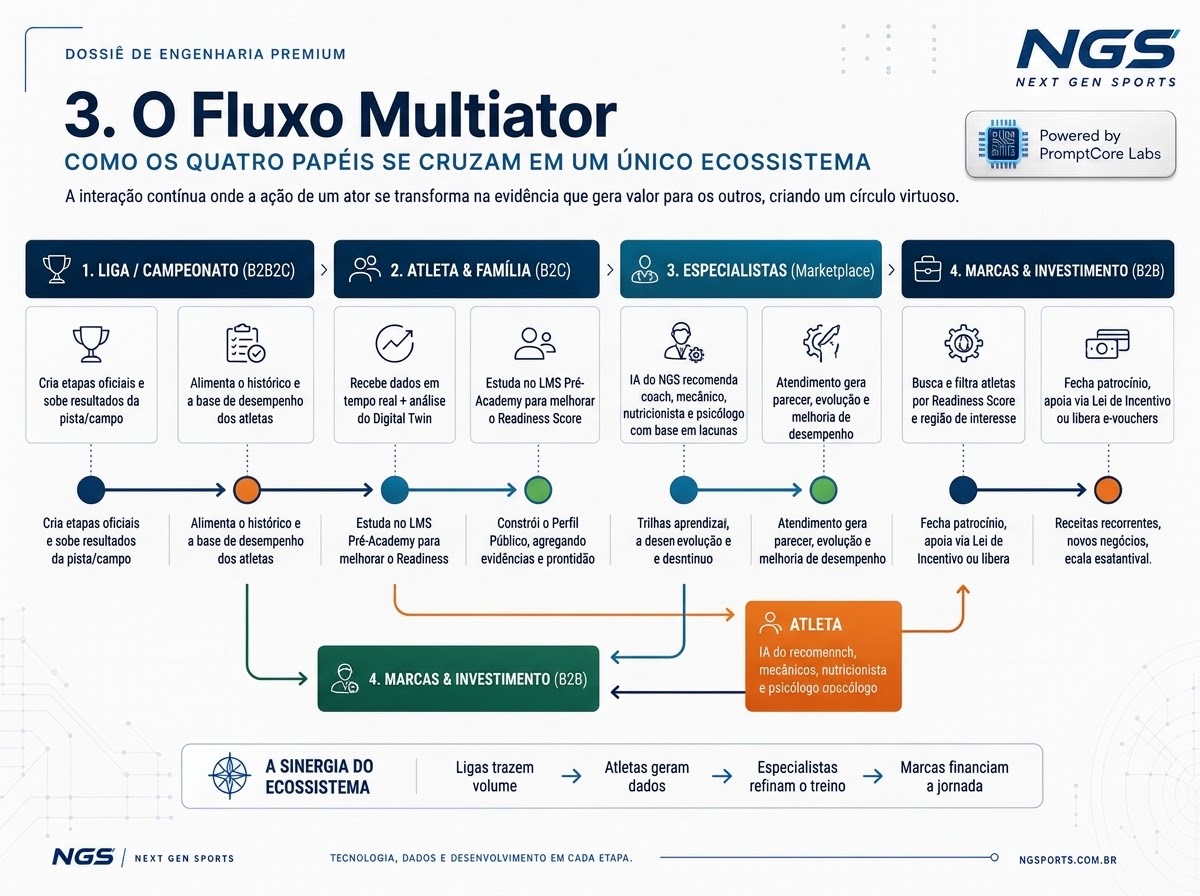 DOSSIÊ DE ENGENHARIA PREMIUM
NGS
NEXT GEN SPORTS
3. O Fluxo Multiator
COMO OS QUATRO PAPÉIS SE CRUZAM EM UM ÚNICO ECOSSISTEMA
A interação contínua onde a ação de um ator se transforma na evidência que gera valor para os outros, criando um círculo virtuoso.
Powered by
PromptCore Labs
1. LIGA / CAMPEONATO (B2B2C)
2. ATLETA & FAMÍLIA (B2C)
3. ESPECIALISTAS (Marketplace)
4. MARCAS & INVESTIMENTO (B2B)
Cria etapas oficiais e
sobe resultados da
pista/campo
Alimenta o histórico e
a base de desempenho
dos atletas
Recebe dados em
tempo real + análise
do Digital Twin
Estuda no LMS Pré-
Academy para melhorar
o Readiness Score
IA do NGS recomenda
coach, mecânico,
nutricionista e psicólogo
com base em lacunas
Atendimento gera
parecer, evolução e
melhoria de
desempenho
Busca e filtra atletas
por Readiness Score
e região de interesse
Fecha patrocínio,
apoia via Lei de Incentivo
ou libera e-vouchers
Cria etapas oficiais
e sobe resultados
da pista/campo
Alimenta o histórico e
a base de desempenho
dos atletas
Estuda no LMS
Pré-Academy para
melhorar o Readiness
Constrói o Perfil
Público, agregando
evidências e prontidão
Trilhas aprendizaí,
a desen evolução e
e desntinuo
Atendimento gera
parecer, evolução e
melhoria de desempenho
Fecha patrocínio,
apoia via Lei de
Incentivo ou libera
Receitas recorrentes,
novos negócios,
ecala esatantival.
ATLETA
IA do recomennch,
mecânicos, nutricionista
e psicólogo
4. MARCAS & INVESTIMENTO (B2B)
A SINERGIA DO
ECOSSISTEMA
Ligas trazem
volume
Atletas geram
dados
Especialistas
refinam o treino
Marcas financiam
a jornada
NGS / NEXT GEN SPORTS
TECNOLOGIA, DADOS E DESENVOLVIMENTO EM CADA ETAPA.
NGSPORTS.COM.BR